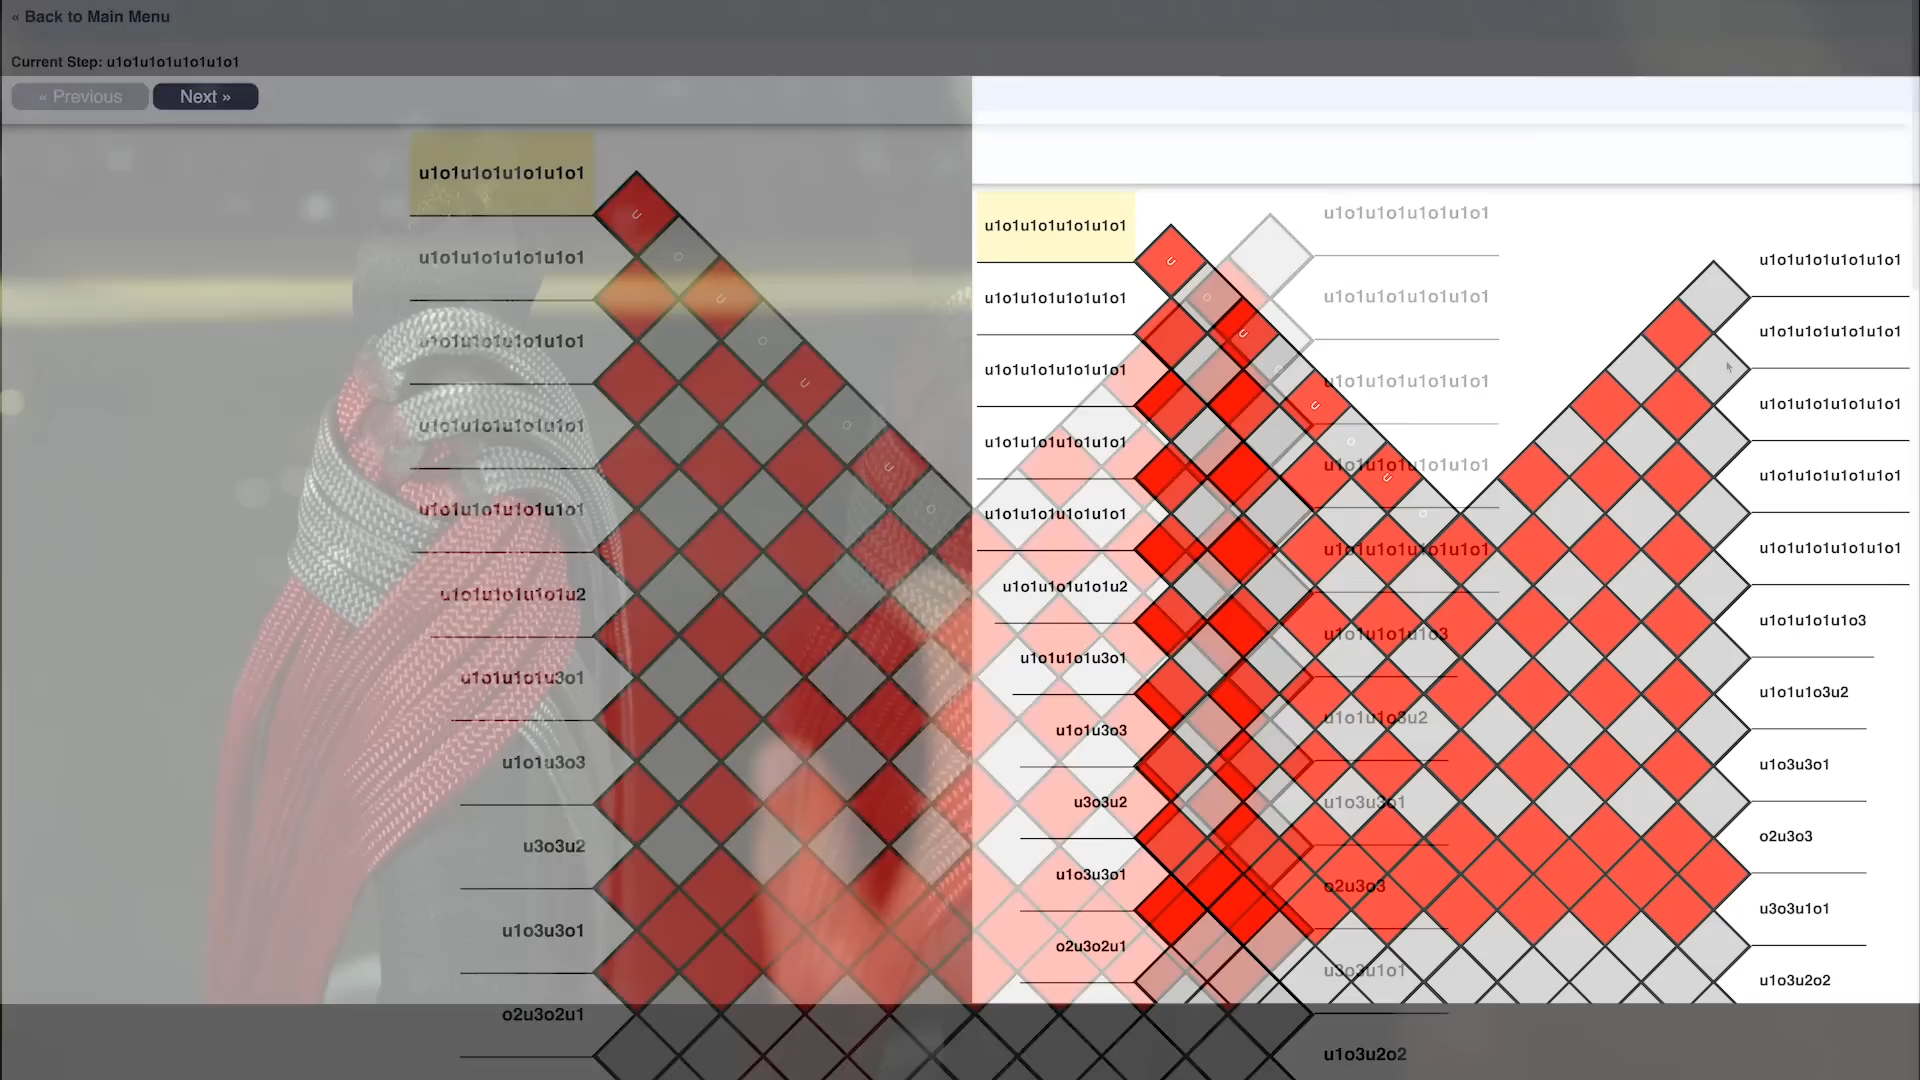 « Back to Main Menu
Current Step: u1o1u1o1u1o1u1o1
« Previous
Next »
u1o1u1o1u1o1u1o1
u1o1u1o1u1o1u1o1
u1o1u1o1u1o1u1o1
u1o1u1o1u1o1u1o1
u1o1u1o1u1o1u1o1
u1o1u1o1u1o1u2
u1o1u1o1u3o1
u1o1u3o3
u3o3u2
u1o3u3o1
o2u3o2u1
U
O
U
O
U
O
U
O
u1o1u1o1u1o1u1o1
u1o1u1o1u1o1u1o1
u1o1u1o1u1o1u1o1
u1o1u1o1u1o1u1o1
u1o1u1o1u1o1u1o1
u1o1u1o1u1o1u2
u1o1u1o1u3o1
u1o1u3o3
u3o3u2
u1o3u3o1
o2u3o2u1
U
O
U
O
U
O
U
O
u1o1u1o1u1o1u1o1
u1o1u1o1u1o1u1o1
u1o1u1o1u1o1u1o1
u1o1u1o1u1o1u1o1
u1o1u1o1u1o1u1o1
u1o1u1o1u1o3
u1o1u1o3u2
u1o3u3o1
o2u3o3
u3o3u1o1
u1o3u2o2
u1o1u1o1u1o1u1o1
u1o1u1o1u1o1u1o1
u1o1u1o1u1o1u1o1
u1o1u1o1u1o1u1o1
u1o1u1o1u1o1u1o1
u1o1u1o1u1o3
u1o1u1o3u2
u1o3u3o1
o2u3o3
u3o3u1o1
u1o3u2o2